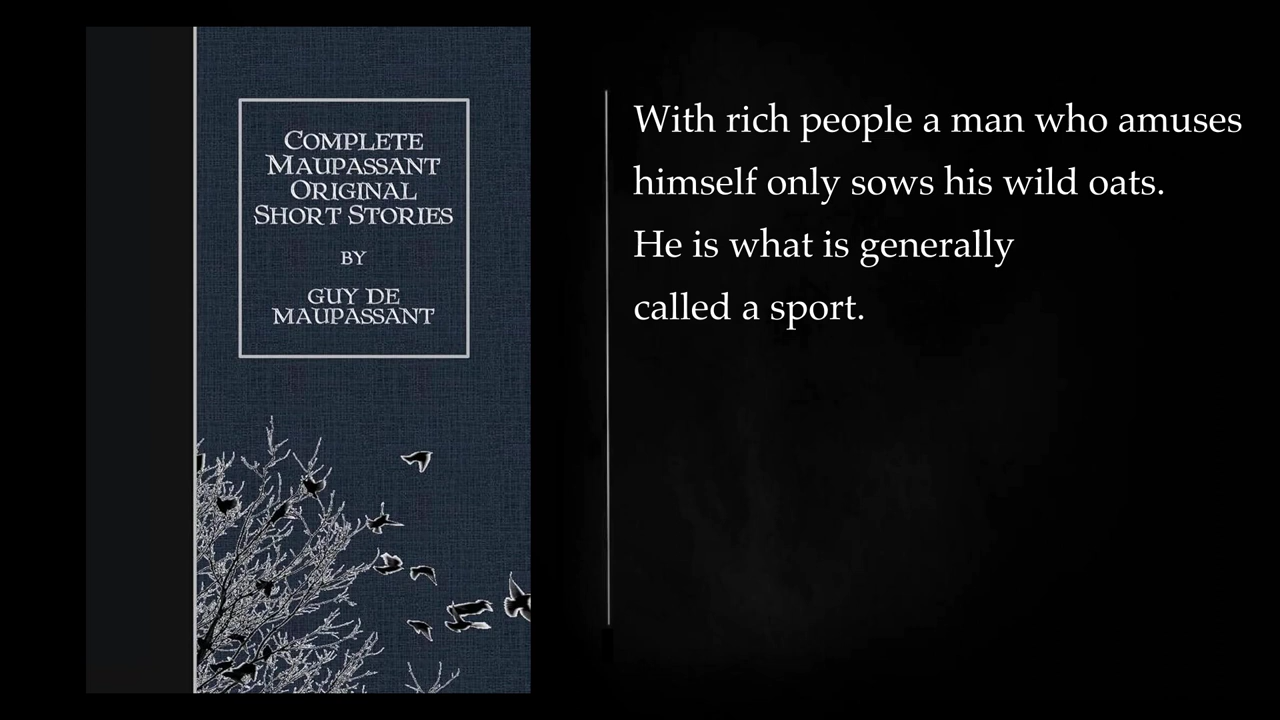 COMPLETE
MAUPASSANT
ORIGINAL
SHORT STORIES
BY
GUY DE
MAUPASSANT
With rich people a man who amuses
himself only sows his wild oats.
He is what is generally
called a sport.